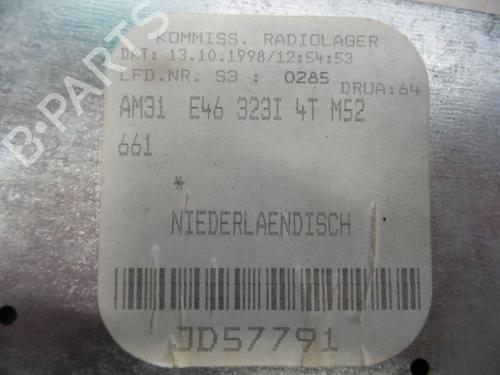 B-PARTS
KOMMISS. RADIOLAGER
DAT: 13.10.1998/12:54:53
LFD.NR. S3 : 0285
DRUA:64
AM31 E46 323I 4T M52
661
*
NIEDERLAENDISCH
JD57791